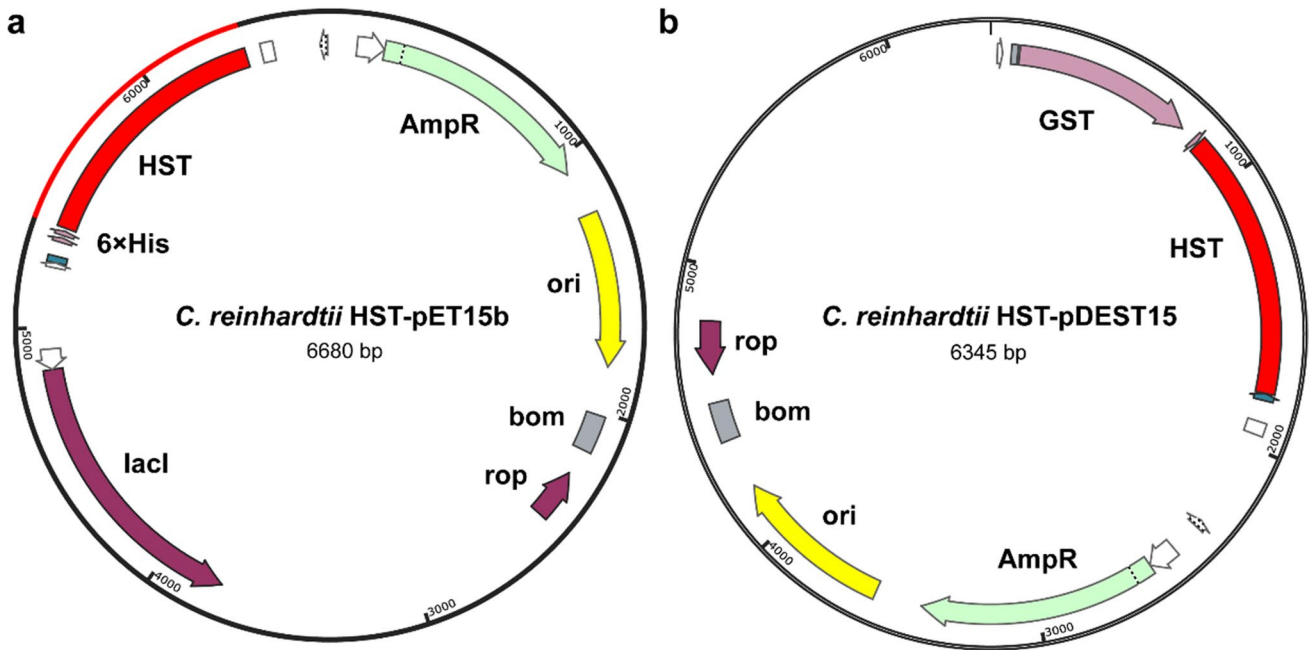 a
b
6000
6000
GST
AmpR
1000
1000
HST
HST
6×His
5000
ori
C. reinhardtii HST-pET15b
6680 bp
C. reinhardtii HST-pDEST15
6345 bp
rop
5000
2000
bom
bom
2000
lacI
rop
ori
AmpR
4000
4000
3000
3000